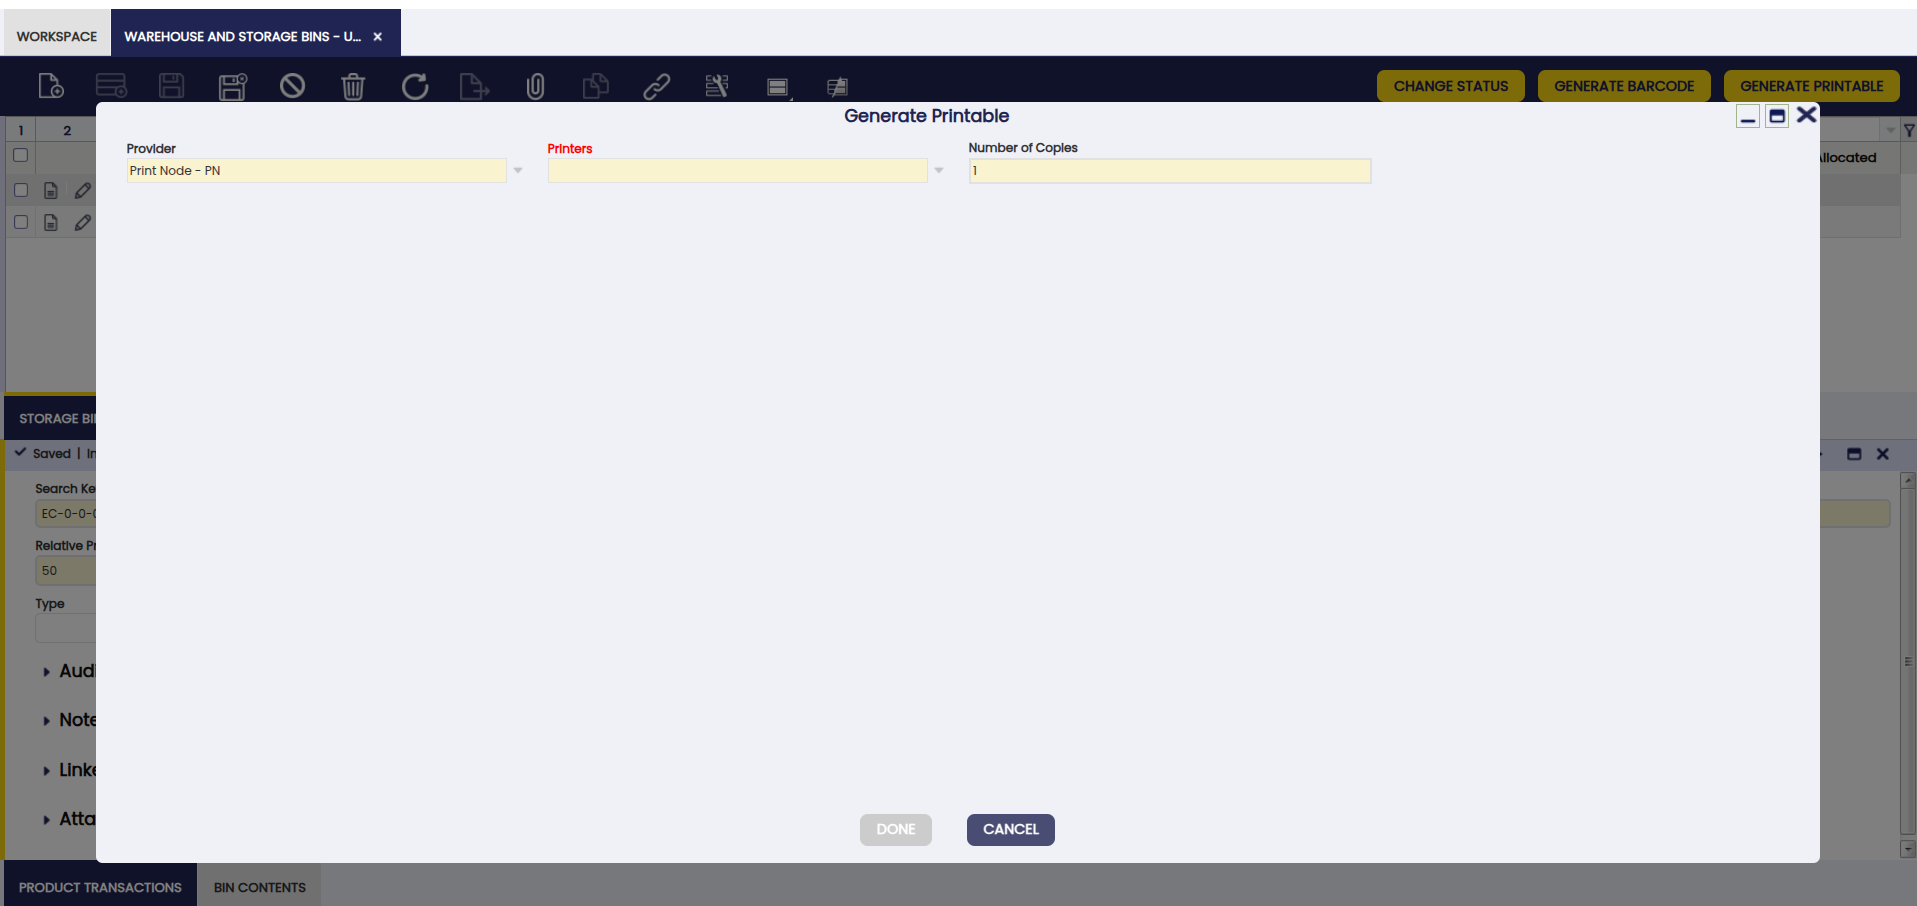 WORKSPACE
WAREHOUSE AND STORAGE BINS - U...
CHANGE STATUS
GENERATE BARCODE
GENERATE PRINTABLE
Generate Printable
1
2
Provider
Print Node - PN
Printers
Number of Copies
1
llocated
STORAGE BI
Saved | In
Search Ke
EC-0-0-0
Relative Pr
50
Type
Audi
Note
Linke
Atta
DONE
CANCEL
PRODUCT TRANSACTIONS
BIN CONTENTS